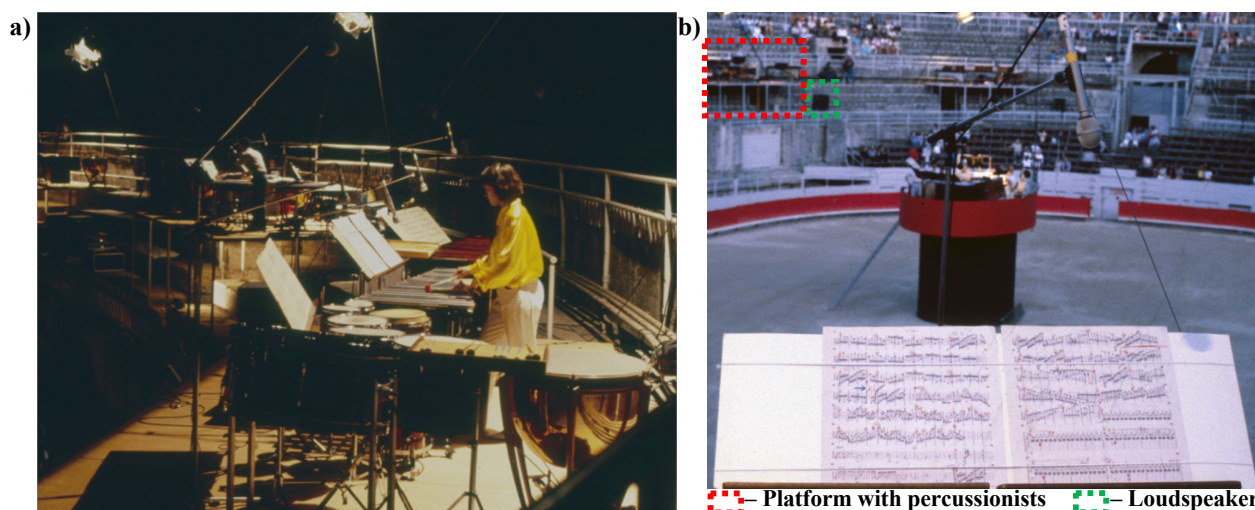 a)
b)
– Platform with percussionists
– Loudspeaker